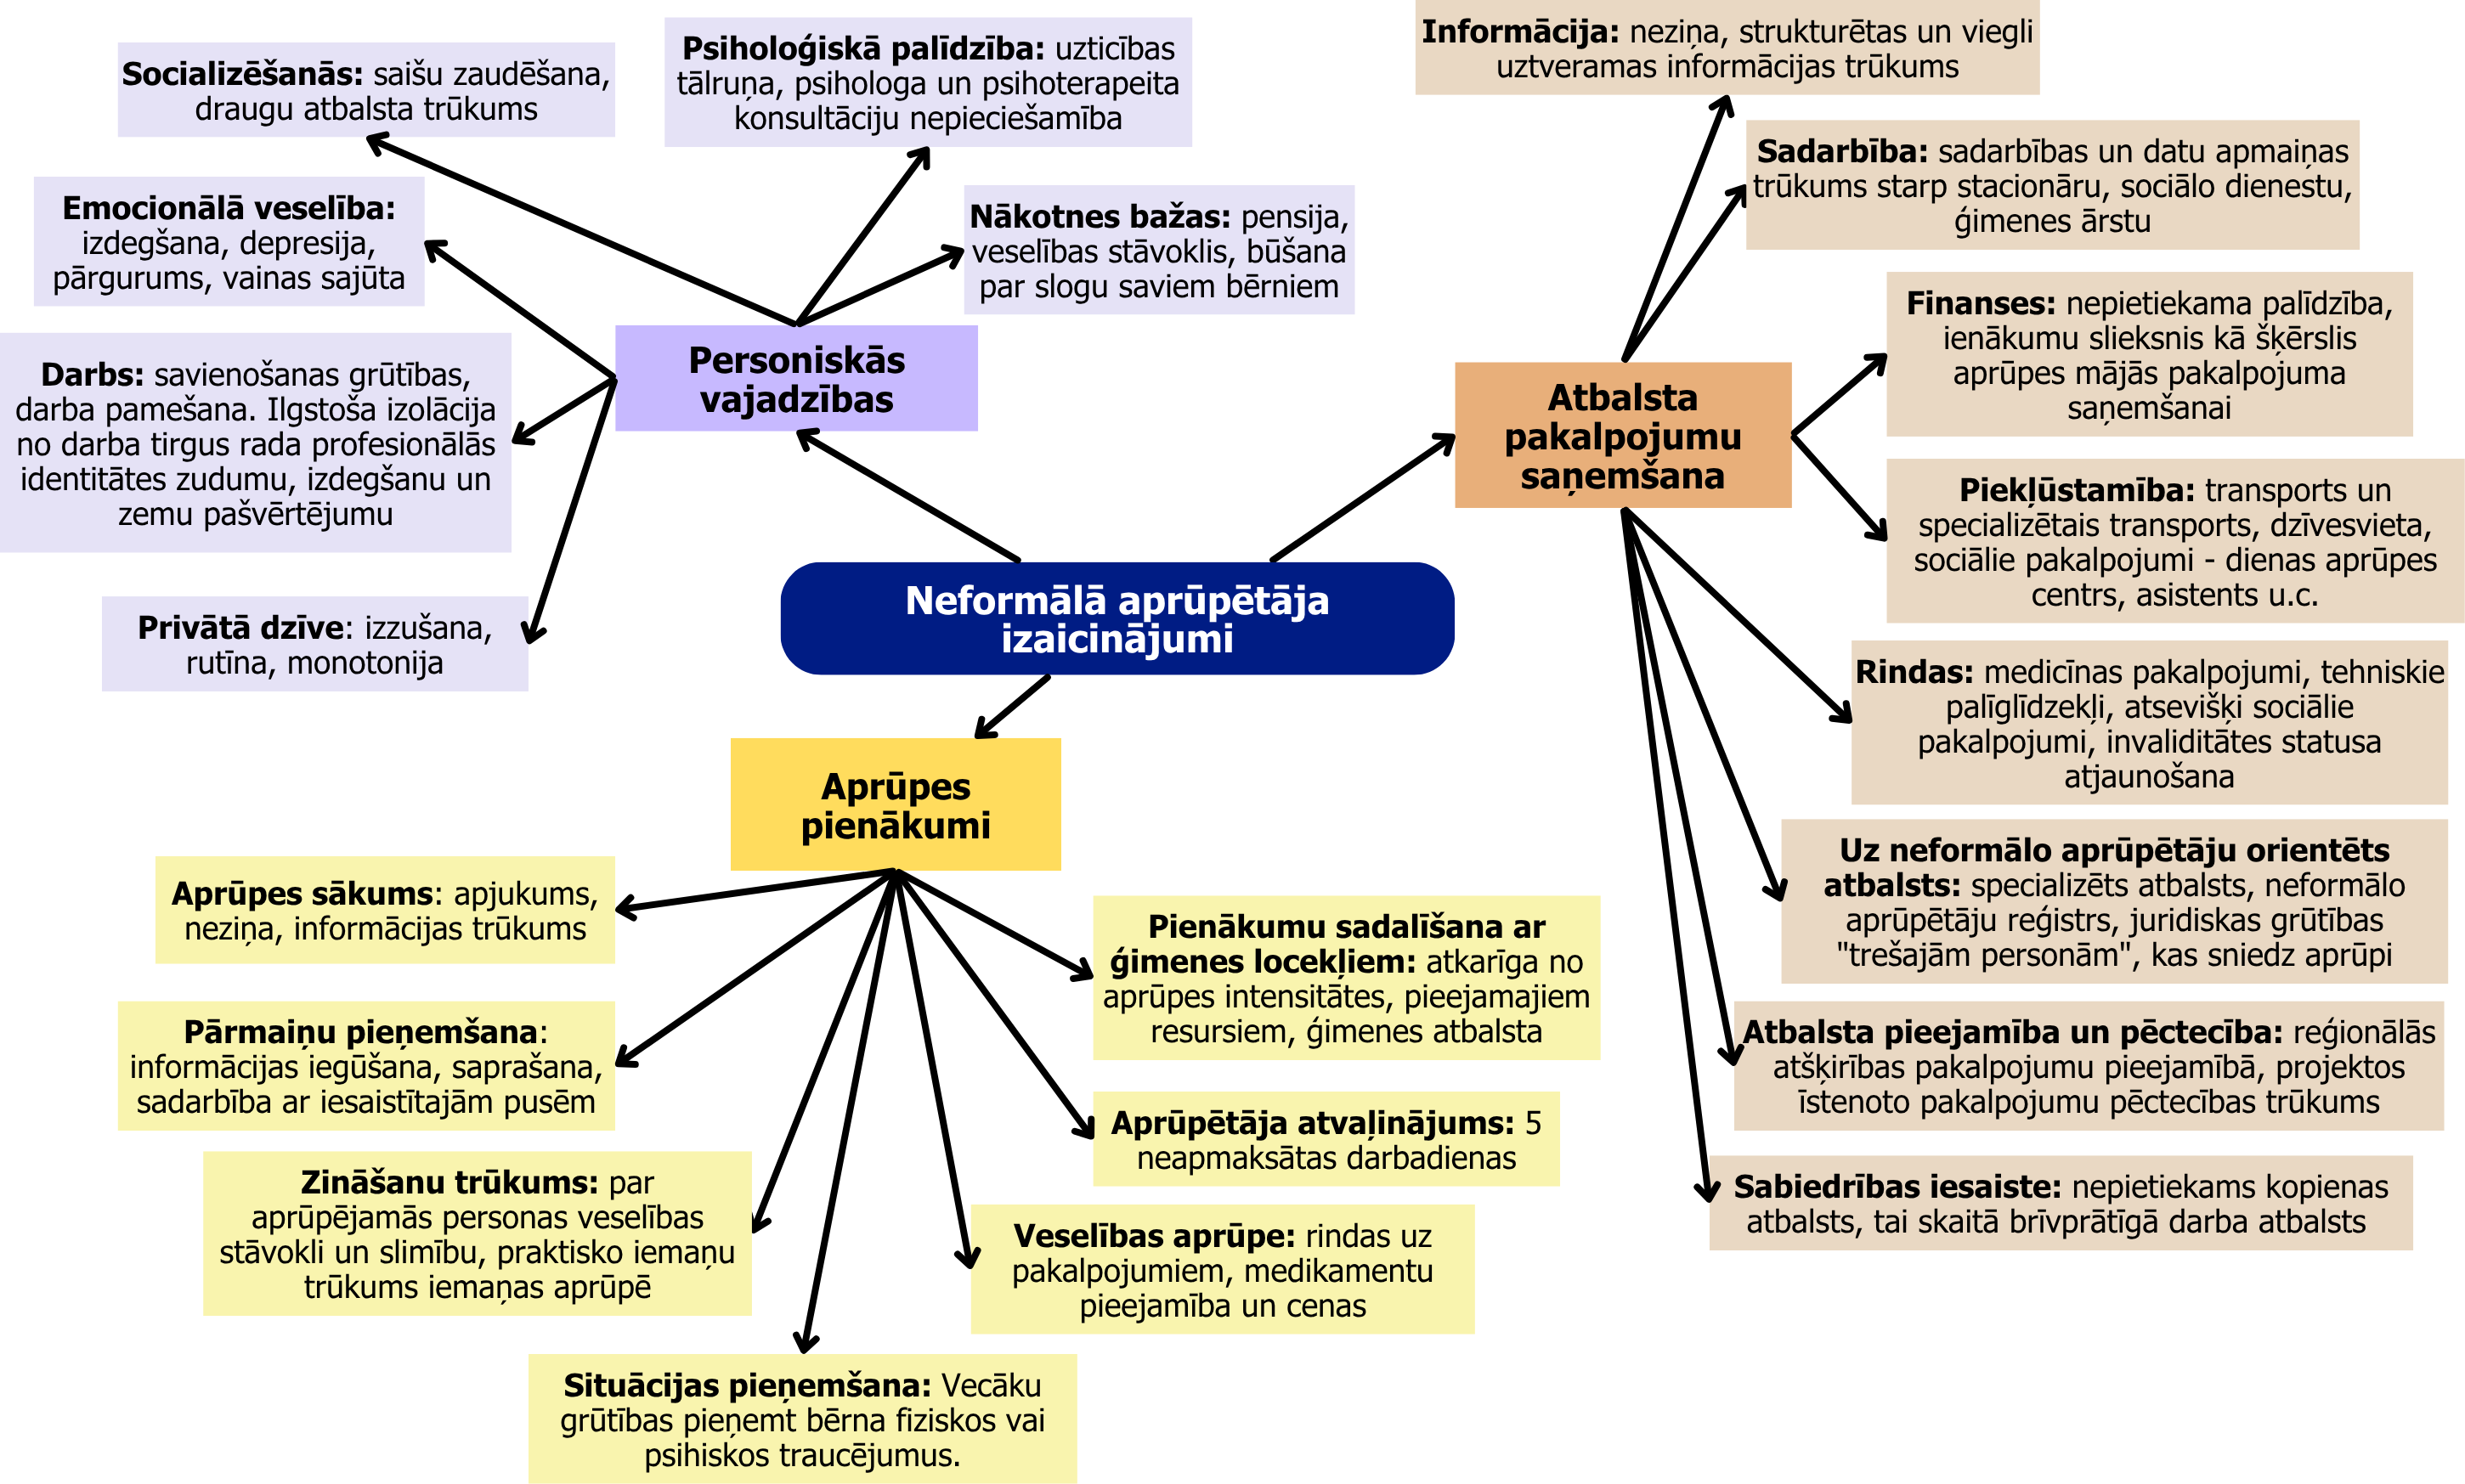 Socializēšanās: saišu zaudēšana,
draugu atbalsta trūkums
Psiholoģiskā palīdzība: uzticības
tālruņa, psihologa un psihoterapeita
konsultāciju nepieciešamība
Emocionālā veselība:
izdegšana, depresija,
pārgurums, vainas sajūta
Nākotnes bažas: pensija,
veselības stāvoklis, būšana
par slogu saviem bērniem
Darbs: savienošanas grūtības,
darba pamešana. Ilgstoša izolācija
no darba tirgus rada profesionālās
identitātes zudumu, izdegšanu un
zemu pašvērtējumu
Personiskās
vajadzības
Privātā dzīve: izzušana,
rutīna, monotonija
Informācija: neziņa, strukturētas un viegli
uztveramas informācijas trūkums
Sadarbība: sadarbības un datu apmaiņas
trūkums starp stacionāru, sociālo dienestu,
ģimenes ārstu
Finanses: nepietiekama palīdzība,
ienākumu slieksnis kā šķērslis
aprūpes mājās pakalpojuma
saņemšanai
Atbalsta
pakalpojumu
saņemšana
Piekļūstamība: transports un
specializētais transports, dzīvesvieta,
sociālie pakalpojumi - dienas aprūpes
centrs, asistents u.c.
Neformālā aprūpētāja
izaicinājumi
Rindas: medicīnas pakalpojumi, tehniskie
palīglīdzekļi, atsevišķi sociālie
pakalpojumi, invaliditātes statusa
atjaunošana
Uz neformālo aprūpētāju orientēts
atbalsts: specializēts atbalsts, neformālo
aprūpētāju reģistrs, juridiskas grūtības
"trešajām personām", kas sniedz aprūpi
Atbalsta pieejamība un pēctecība: reģionālās
atšķirības pakalpojumu pieejamībā, projektos
īstenoto pakalpojumu pēctecības trūkums
Sabiedrības iesaiste: nepietiekams kopienas
atbalsts, tai skaitā brīvprātīgā darba atbalsts
Aprūpes
pienākumi
Aprūpes sākums: apjukums,
neziņa, informācijas trūkums
Pārmaiņu pieņemšana:
informācijas iegūšana, saprašana,
sadarbība ar iesaistītajām pusēm
Zināšanu trūkums: par
aprūpējamās personas veselības
stāvokli un slimību, praktisko iemaņu
trūkums iemaņas aprūpē
Situācijas pieņemšana: Vecāku
grūtības pieņemt bērna fiziskos vai
psihiskos traucējumus.
Pienākumu sadalīšana ar
ģimenes locekļiem: atkarīga no
aprūpes intensitātes, pieejamajiem
resursiem, ģimenes atbalsta
Aprūpētāja atvaļinājums: 5
neapmaksātas darbadienas
Veselības aprūpe: rindas uz
pakalpojumiem, medikamentu
pieejamība un cenas